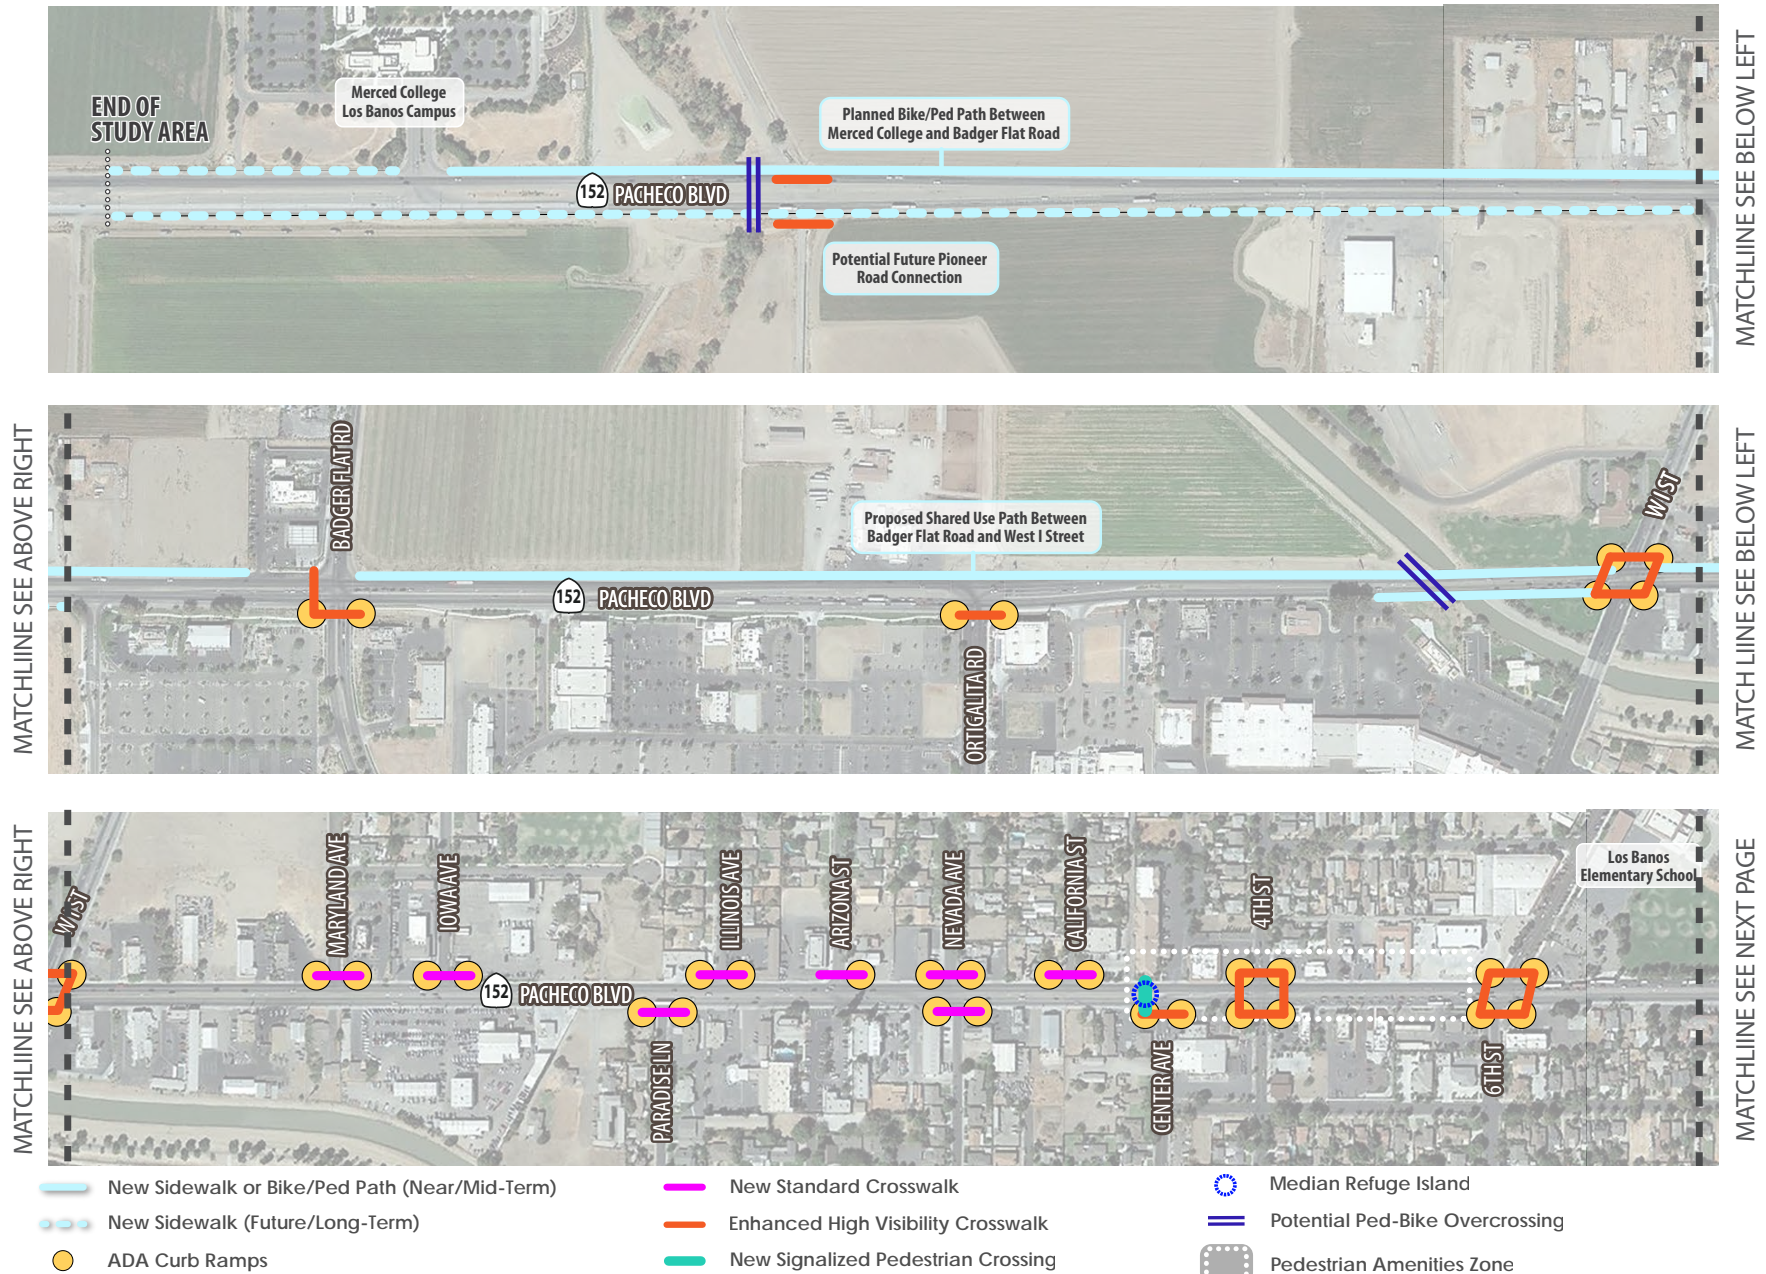 END OF
STUDY AREA
Merced College
Los Banos Campus
Planned Bike/Ped Path Between
Merced College and Badger Flat Road
152 PACHECO BLVD
Potential Future Pioneer
Road Connection
MATCHLIINE SEE BELOW LEFT
MATCHLIINE SEE ABOVE RIGHT
BADGER FLAT RD
Proposed Shared Use Path Between
Badger Flat Road and West I Street
152 PACHECO BLVD
ORTIGALITA RD
W I ST
MATCH LIINE SEE BELOW LEFT
MATCHLIINE SEE ABOVE RIGHT
W I ST
MARYLAND AVE
IOWA AVE
152 PACHECO BLVD
PARADISE LN
ILLINOIS AVE
ARIZONA ST
NEVADA AVE
CALIFORNIA ST
CENTER AVE
4TH ST
6TH ST
Los Banos
Elementary School
MATCHLIINE SEE NEXT PAGE
New Sidewalk or Bike/Ped Path (Near/Mid-Term)
New Sidewalk (Future/Long-Term)
ADA Curb Ramps
New Standard Crosswalk
Enhanced High Visibility Crosswalk
New Signalized Pedestrian Crossing
Median Refuge Island
Potential Ped-Bike Overcrossing
Pedestrian Amenities Zone